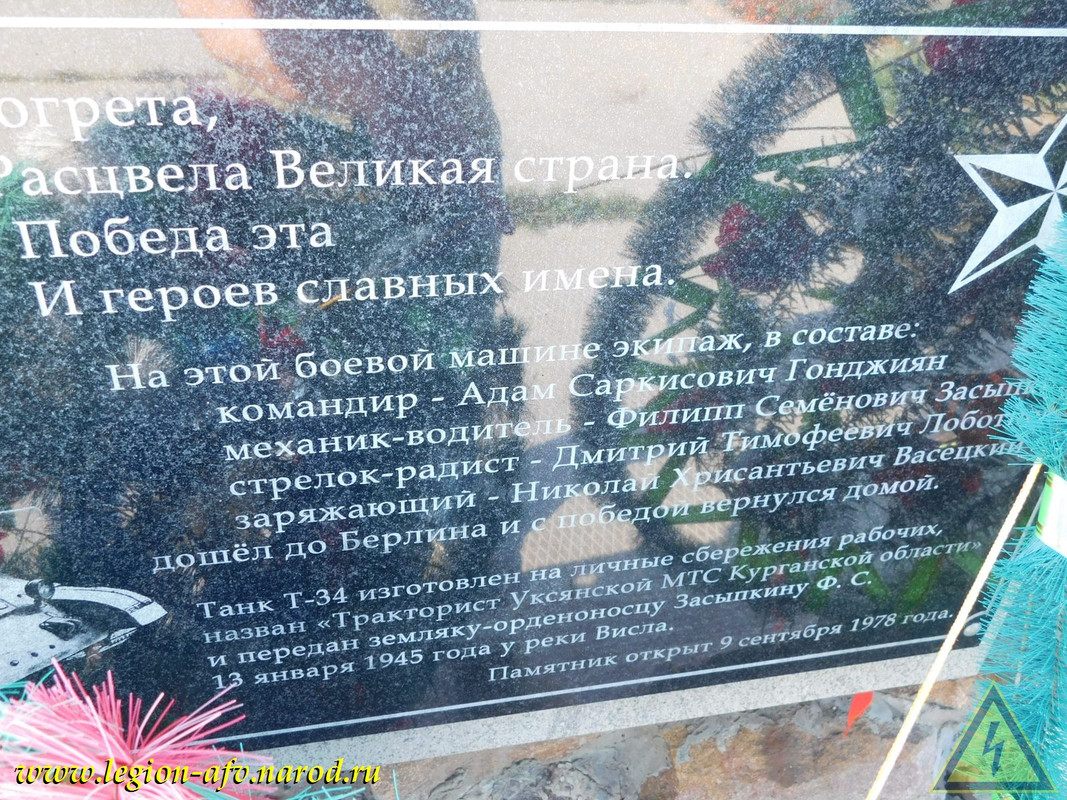 огрета,
Расцвела Великая страна.
Победа эта
И героев славных имена.
На этой боевой машине экипаж, в составе:
командир - Адам Саркисович Гонджиян
механик-водитель - Филипп Семёнович Засыпк
стрелок-радист - Дмитрий Тимофеевич Лобот
заряжающий - Николай Хрисантьевич Васецкий
дошёл до Берлина и с победой вернулся домой.
Танк Т-34 изготовлен на личные сбережения рабочих,
назван «Тракторист Уксянской МТС Курганской области»
и передан земляку-орденоносцу Засыпкину Ф. С.
13 января 1945 года у реки Висла.
Памятник открыт 9 сентября 1978 года.
www.legion-afv.narod.ru